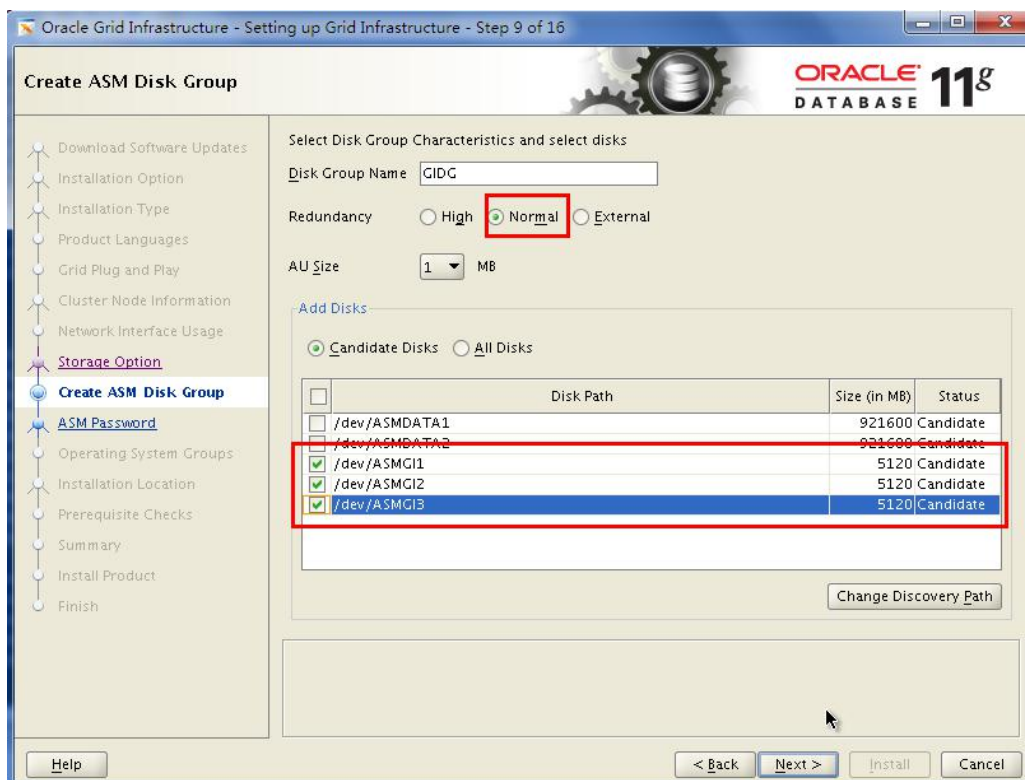 Oracle Grid Infrastructure - Setting up Grid Infrastructure - Step 9 of 16
Create ASM Disk Group
ORACLE
DATABASE
11g
Download Software Updates
Installation Option
Installation Type
Product Languages
Grid Plug and Play
Cluster Node Information
Network Interface Usage
Storage Option
Create ASM Disk Group
ASM Password
Operating System Groups
Installation Location
Prerequisite Checks
Summary
Install Product
Finish
Select Disk Group Characteristics and select disks
Disk Group Name GIDG
Redundancy High Normal External
AU Size 1 MB
Add Disks
Candidate Disks All Disks
Disk Path Size (in MB) Status
/dev/ASMDATA1 921600 Candidate
/dev/ASMDATA2 921600 Candidate
/dev/ASMGI1 5120 Candidate
/dev/ASMGI2 5120 Candidate
/dev/ASMGI3 5120 Candidate
Change Discovery Path
Help < Back Next > Install Cancel